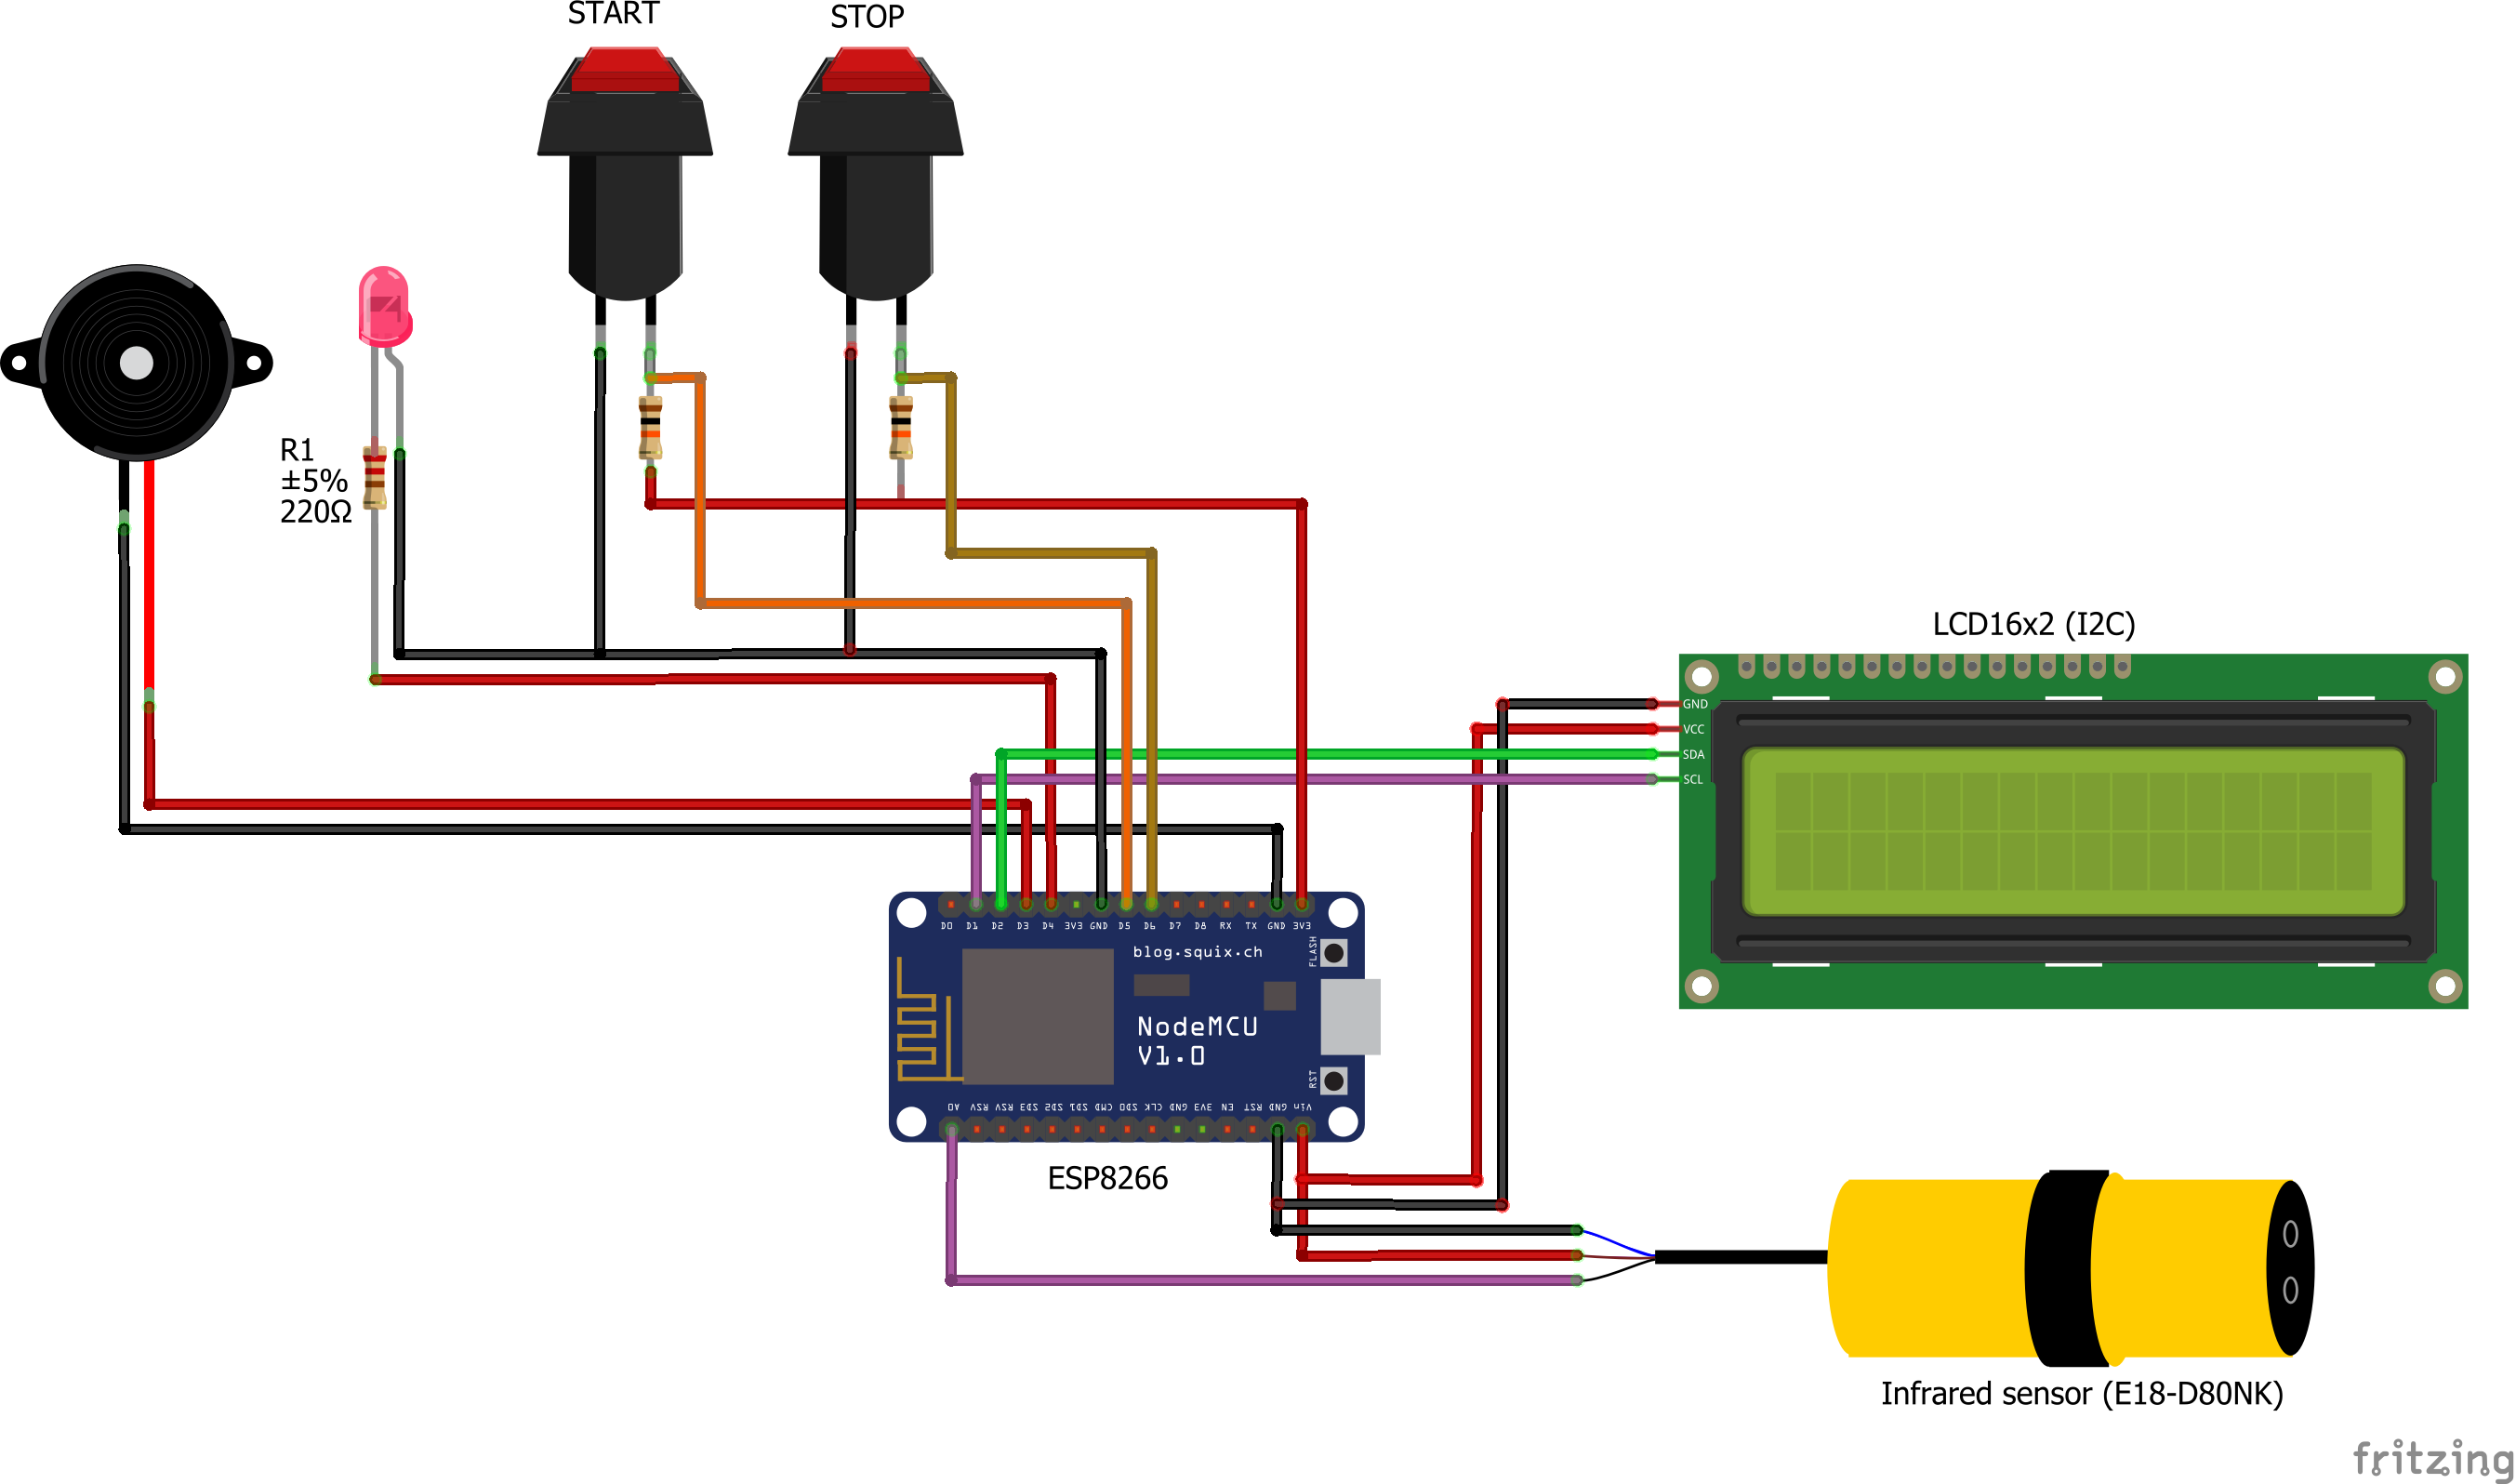 START
STOP
R1
±5%
220Ω
LCD16x2 (I2C)
GND
VCC
SDA
SCL
D0 D1 D2 D3 D4 3V3 GND D5 D6 D7 D8 RX TX GND 3V3
blog.squix.ch
FLASH
NodeMCU
V1.0
RST
A0 RSV RSV SD3 SD2 SD1 CMD SD0 CLK GND 3V3 EN RST GND Vin
ESP8266
Infrared sensor (E18-D80NK)
fritzing